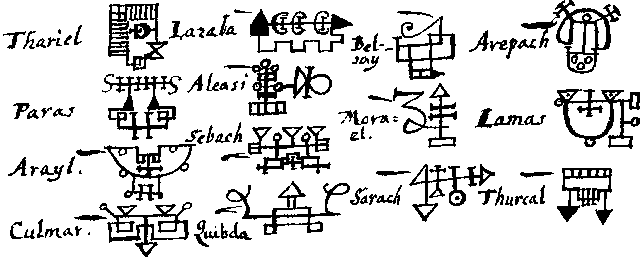 Thariel
Lazaba
Bel-
say
Arepach
Paras
Aleasi
Mora-
el.
Lamas
Arayl.
Sebach
Culmar.
Quibda
Sarach
Thurcal